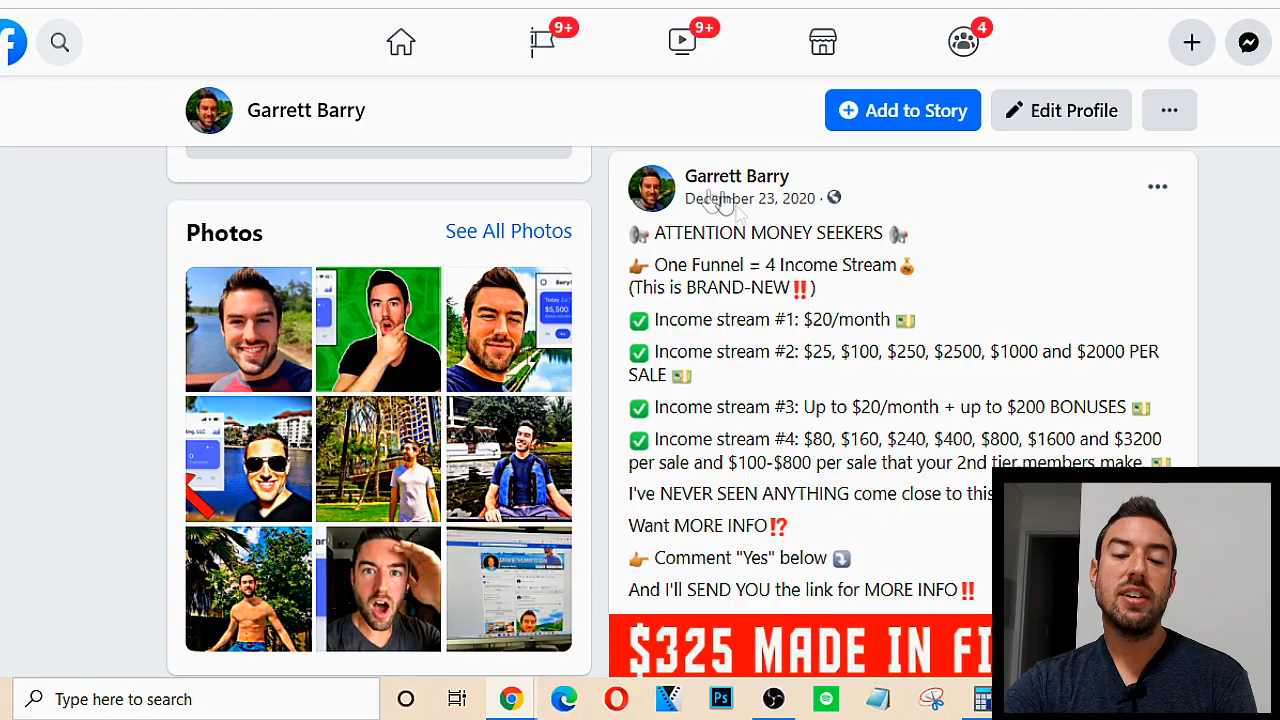 9+
9+
4
Garrett Barry
Add to Story
Edit Profile
Photos
See All Photos
Garrett Barry
December 23, 2020
ATTENTION MONEY SEEKERS
One Funnel = 4 Income Stream
(This is BRAND-NEW‼️)
Income stream #1: $20/month
Income stream #2: $25, $100, $250, $2500, $1000 and $2000 PER
SALE
Income stream #3: Up to $20/month + up to $200 BONUSES
Income stream #4: $80, $160, $240, $400, $800, $1600 and $3200
per sale and $100-$800 per sale that your 2nd tier members make.
I've NEVER SEEN ANYTHING come close to this
Want MORE INFO⁉️
Comment "Yes" below
And I'll SEND YOU the link for MORE INFO‼️
$325 MADE IN FI
Type here to search
Ps